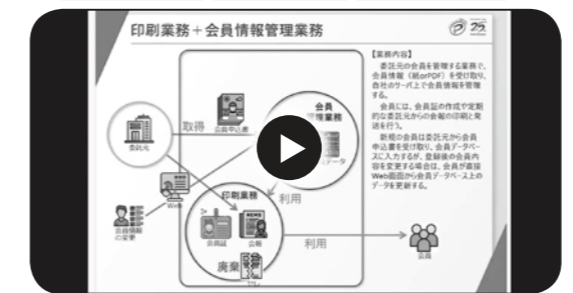 印刷業務＋会員情報管理業務
25
【業務内容】
委託元の会員を管理する業務で、
会員情報（紙orPDF）を受け取り、
自社のサーバ上で会員情報を管理
する。
会員には、会員証の作成や定期
的な委託元からの会報の印刷と発
送を行う。
新規の会員は委託元から会員
申込書を受け取り、会員データベー
スに入力するが、登録後の会員内
容を変更する場合は、会員が直接
Web画面から会員データベース上の
データを更新する。
会員
管理業務
取得
会員申込書
委託元
データ
Web
印刷業務
利用
NEWS
会員情報
の変更
会員証
会報
利用
会員
廃棄